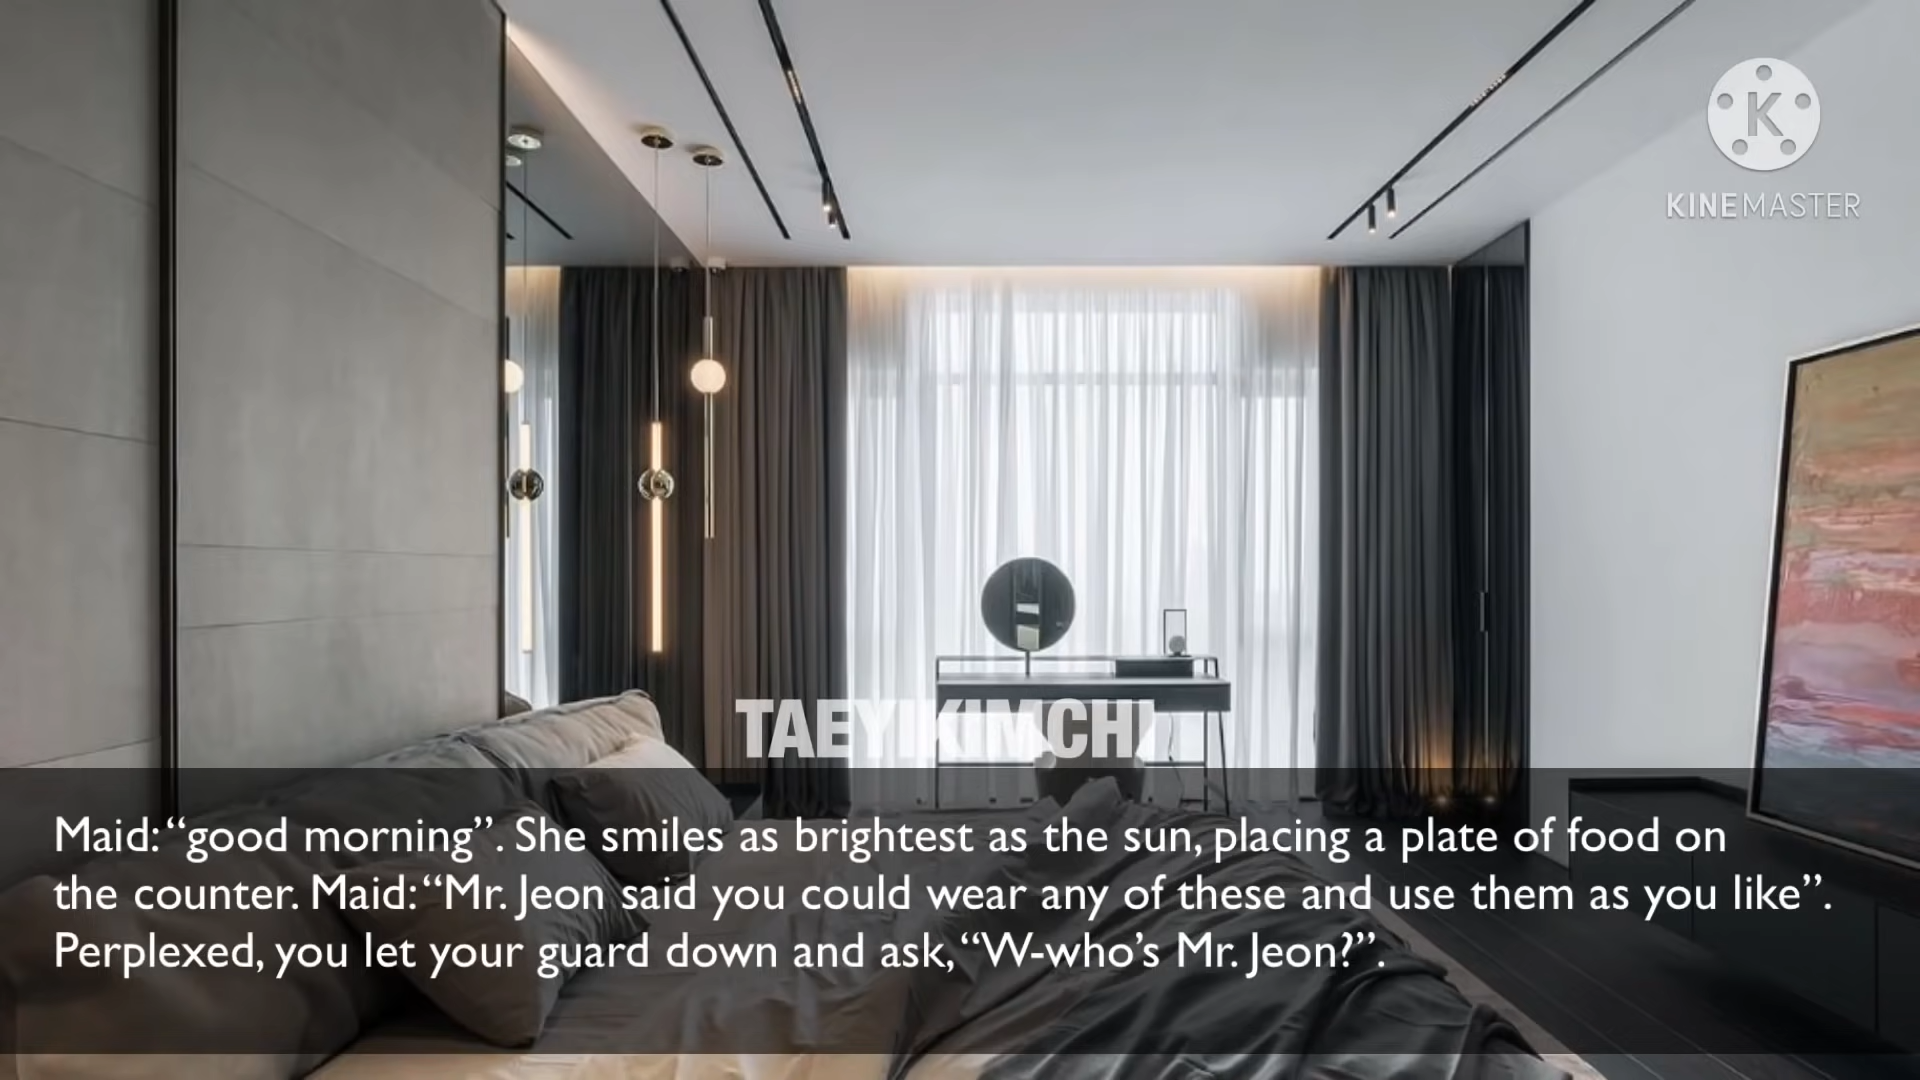 K
KINEMASTER
TAEYIKIMCHI
Maid: “good morning”. She smiles as brightest as the sun, placing a plate of food on
the counter. Maid: “Mr. Jeon said you could wear any of these and use them as you like”.
Perplexed, you let your guard down and ask, “W-who’s Mr. Jeon?”.